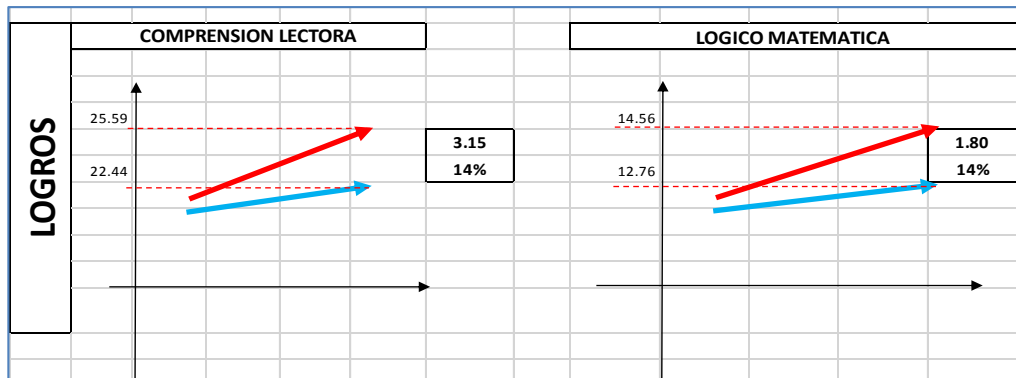 LOGROS
COMPRENSION LECTORA
25.59
22.44
3.15
14%
LOGICO MATEMATICA
14.56
12.76
1.80
14%